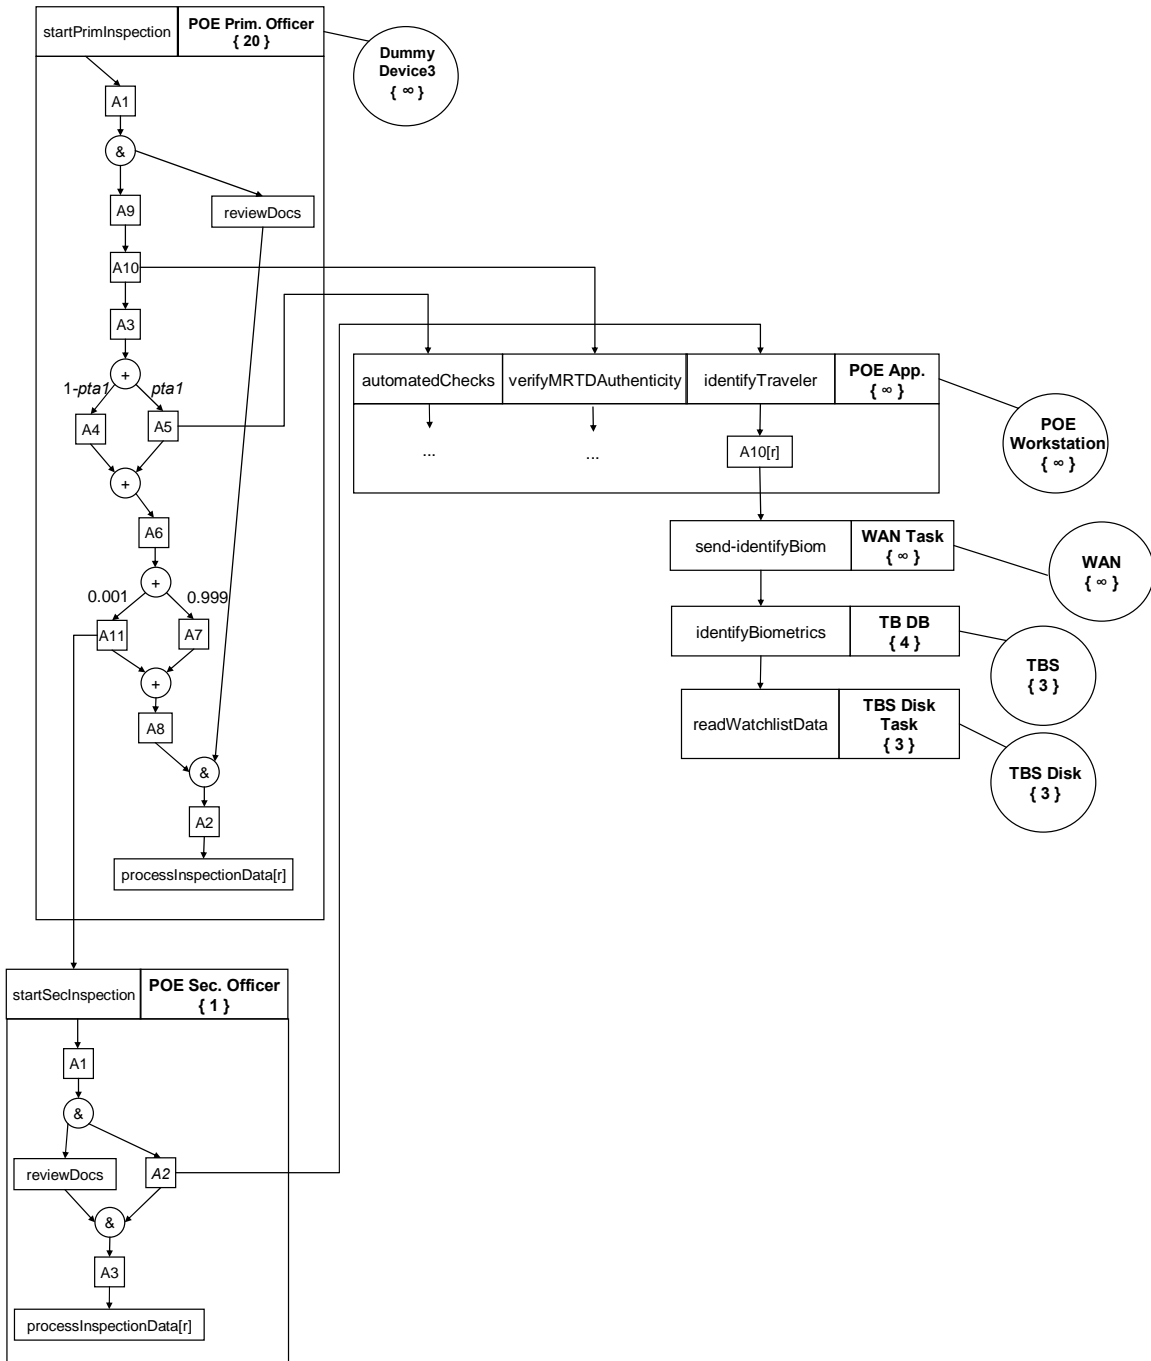 startPrimInspection
POE Prim. Officer
{ 20 }
Dummy
Device3
{ ∞ }
A1
&
A9
reviewDocs
A10
A3
+
1-pta1
pta1
A4
A5
+
A6
+
0.001
0.999
A11
A7
+
A8
&
A2
processInspectionData[r]
automatedChecks
verifyMRTDAuthenticity
identifyTraveler
POE App.
{ ∞ }
...
...
A10[r]
POE
Workstation
{ ∞ }
send-identifyBiom
WAN Task
{ ∞ }
WAN
{ ∞ }
identifyBiometrics
TB DB
{ 4 }
TBS
{ 3 }
readWatchlistData
TBS Disk
Task
{ 3 }
TBS Disk
{ 3 }
startSecInspection
POE Sec. Officer
{ 1 }
A1
&
reviewDocs
A2
&
A3
processInspectionData[r]